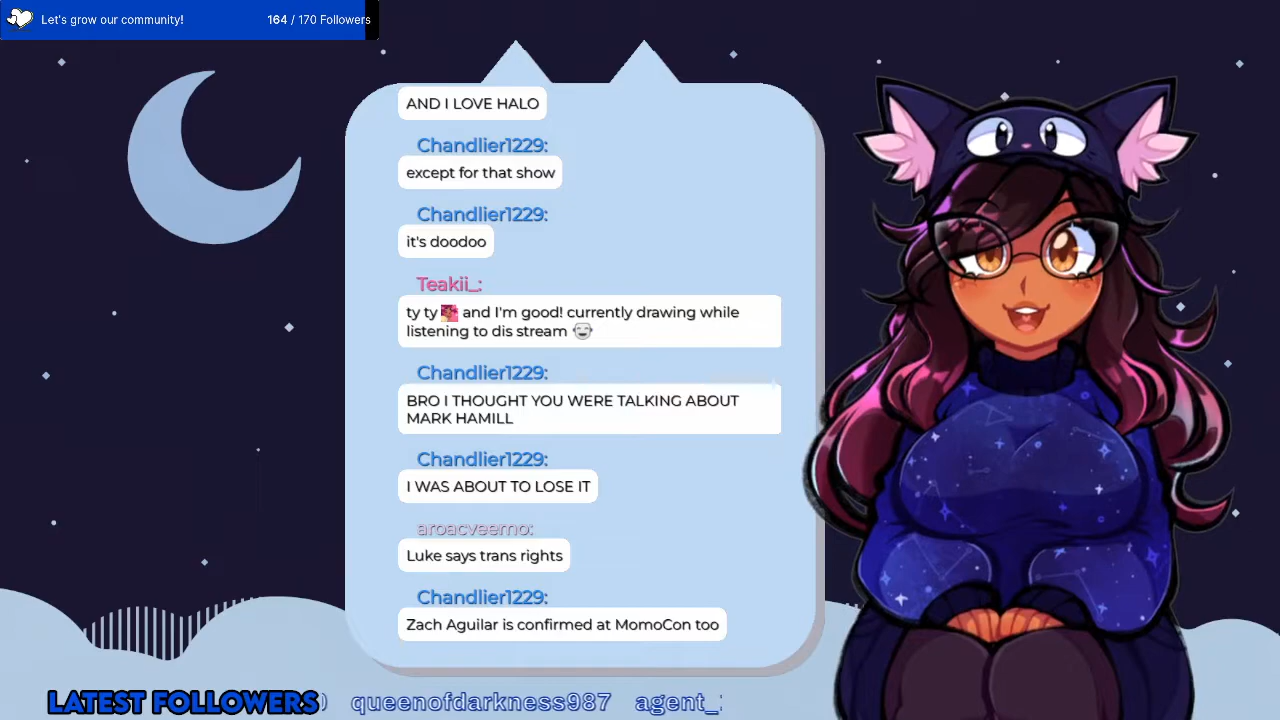 Let's grow our community!
164 / 170 Followers
AND I LOVE HALO
Chandlier1229:
except for that show
Chandlier1229:
it's doodoo
Teakii_:
ty ty and I'm good! currently drawing while
listening to dis stream
Chandlier1229:
BRO I THOUGHT YOU WERE TALKING ABOUT
MARK HAMILL
Chandlier1229:
I WAS ABOUT TO LOSE IT
aroacveemo:
Luke says trans rights
Chandlier1229:
Zach Aguilar is confirmed at MomoCon too
LATEST FOLLOWERS queenofdarkness987 agent_